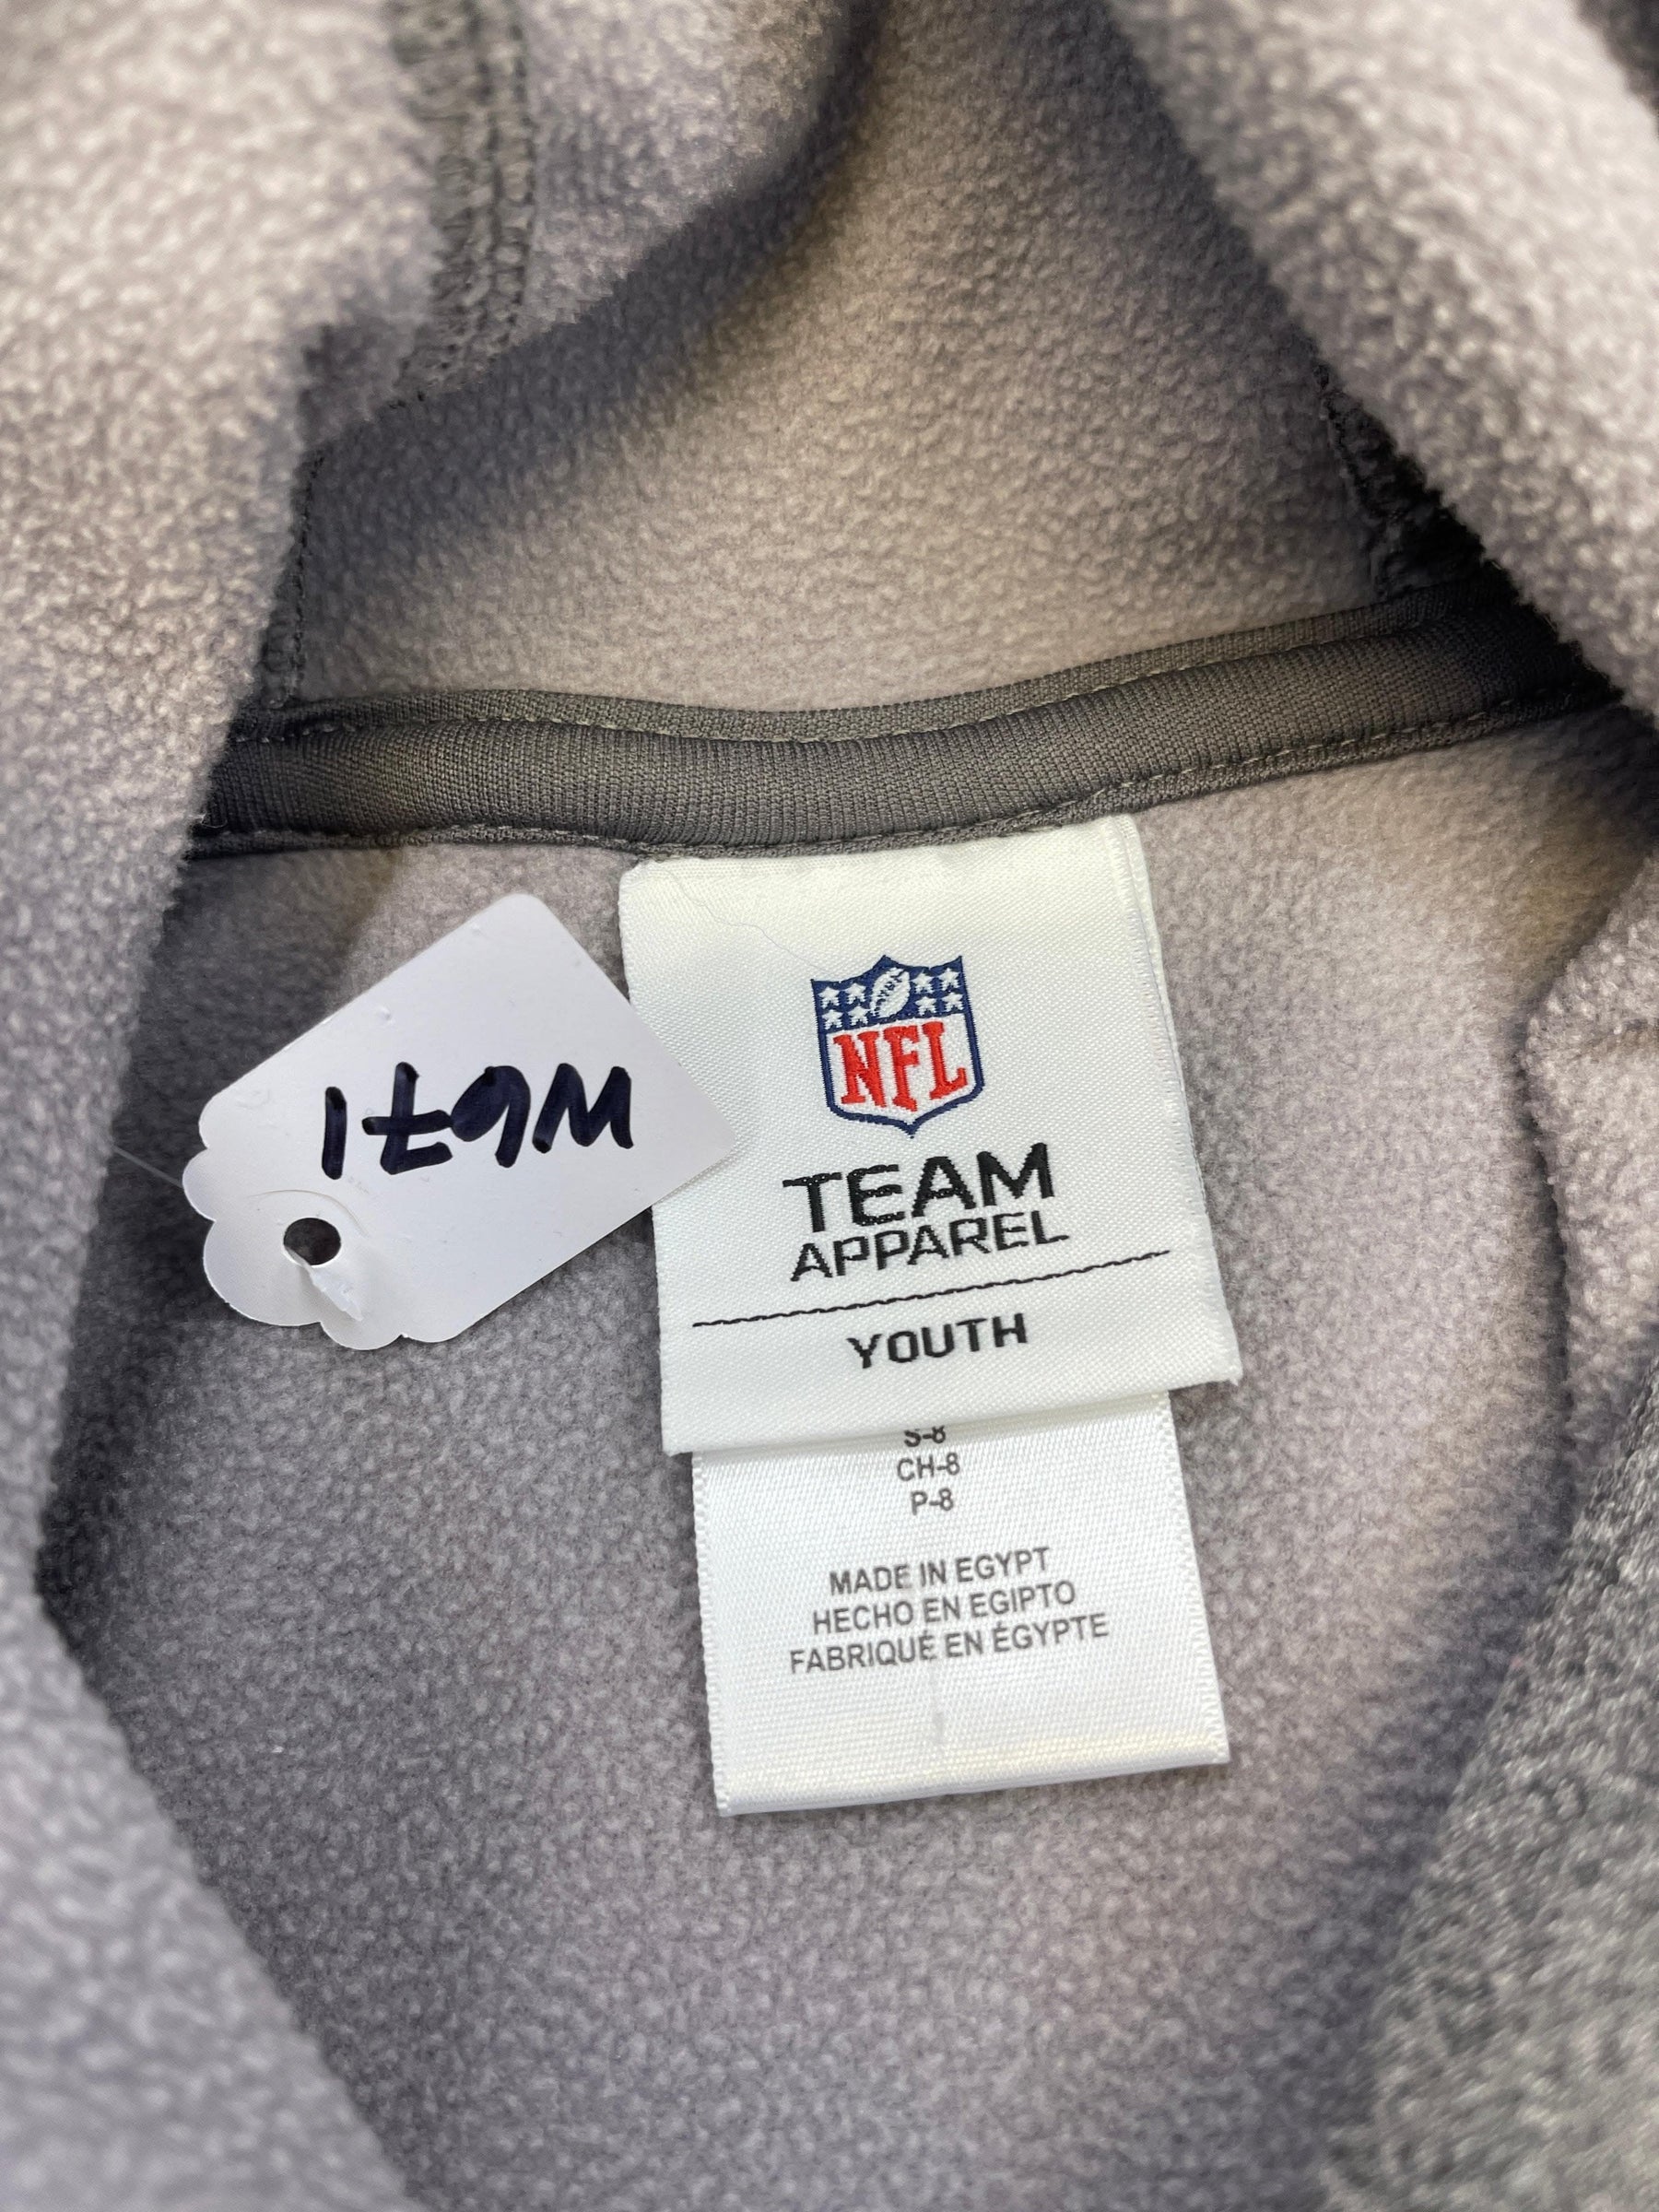 W671
NFL
TEAM
APPAREL
YOUTH
S-8
CH-8
P-8
MADE IN EGYPT
HECHO EN EGIPTO
FABRIQUÉ EN ÉGYPTE